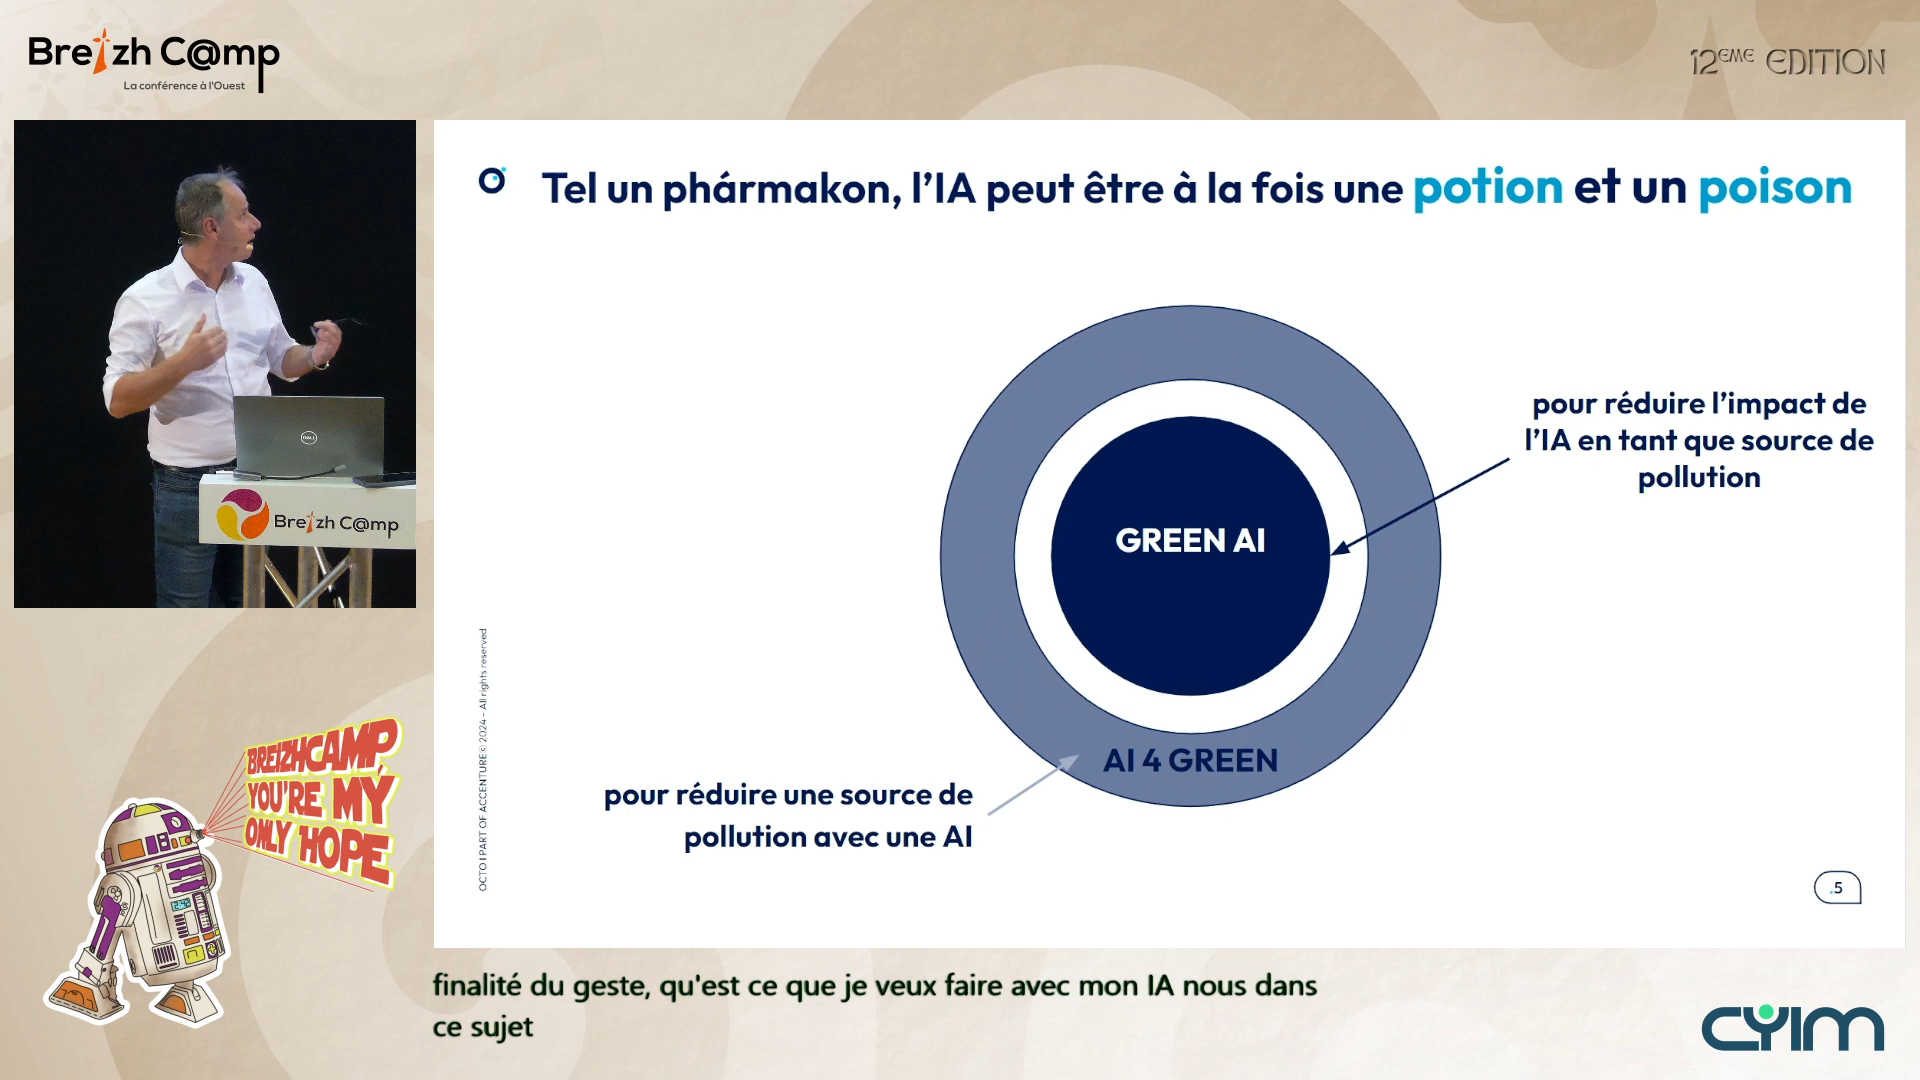 Breizh C@mp
La conférence à l'Ouest
12EME EDITION
Tel un phármakon, l'IA peut être à la fois une potion et un poison
pour réduire l'impact de
l'IA en tant que source de
pollution
GREEN AI
AI 4 GREEN
pour réduire une source de
pollution avec une AI
OCTO I PART OF ACCENTURE © 2024 - All rights reserved
.5
DELL
Breizh C@mp
BREIZHCAMP,
YOU'RE MY
ONLY HOPE
finalité du geste, qu'est ce que je veux faire avec mon IA nous dans
ce sujet
CYIM